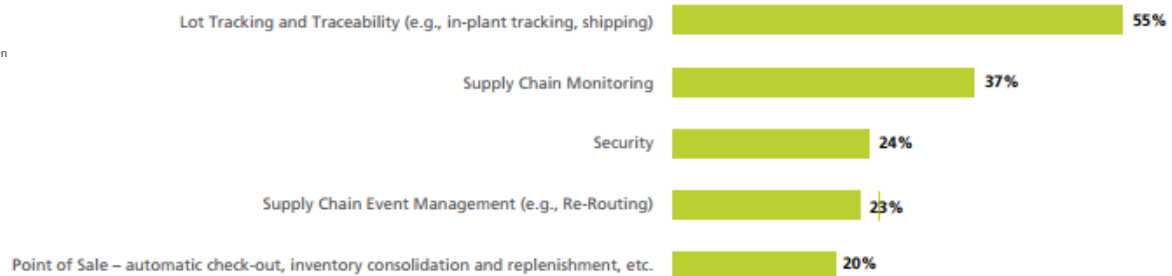 Lot Tracking and Traceability (e.g., in-plant tracking, shipping) 55%
n
Supply Chain Monitoring 37%
Security 24%
Supply Chain Event Management (e.g., Re-Routing) 23%
Point of Sale – automatic check-out, inventory consolidation and replenishment, etc. 20%